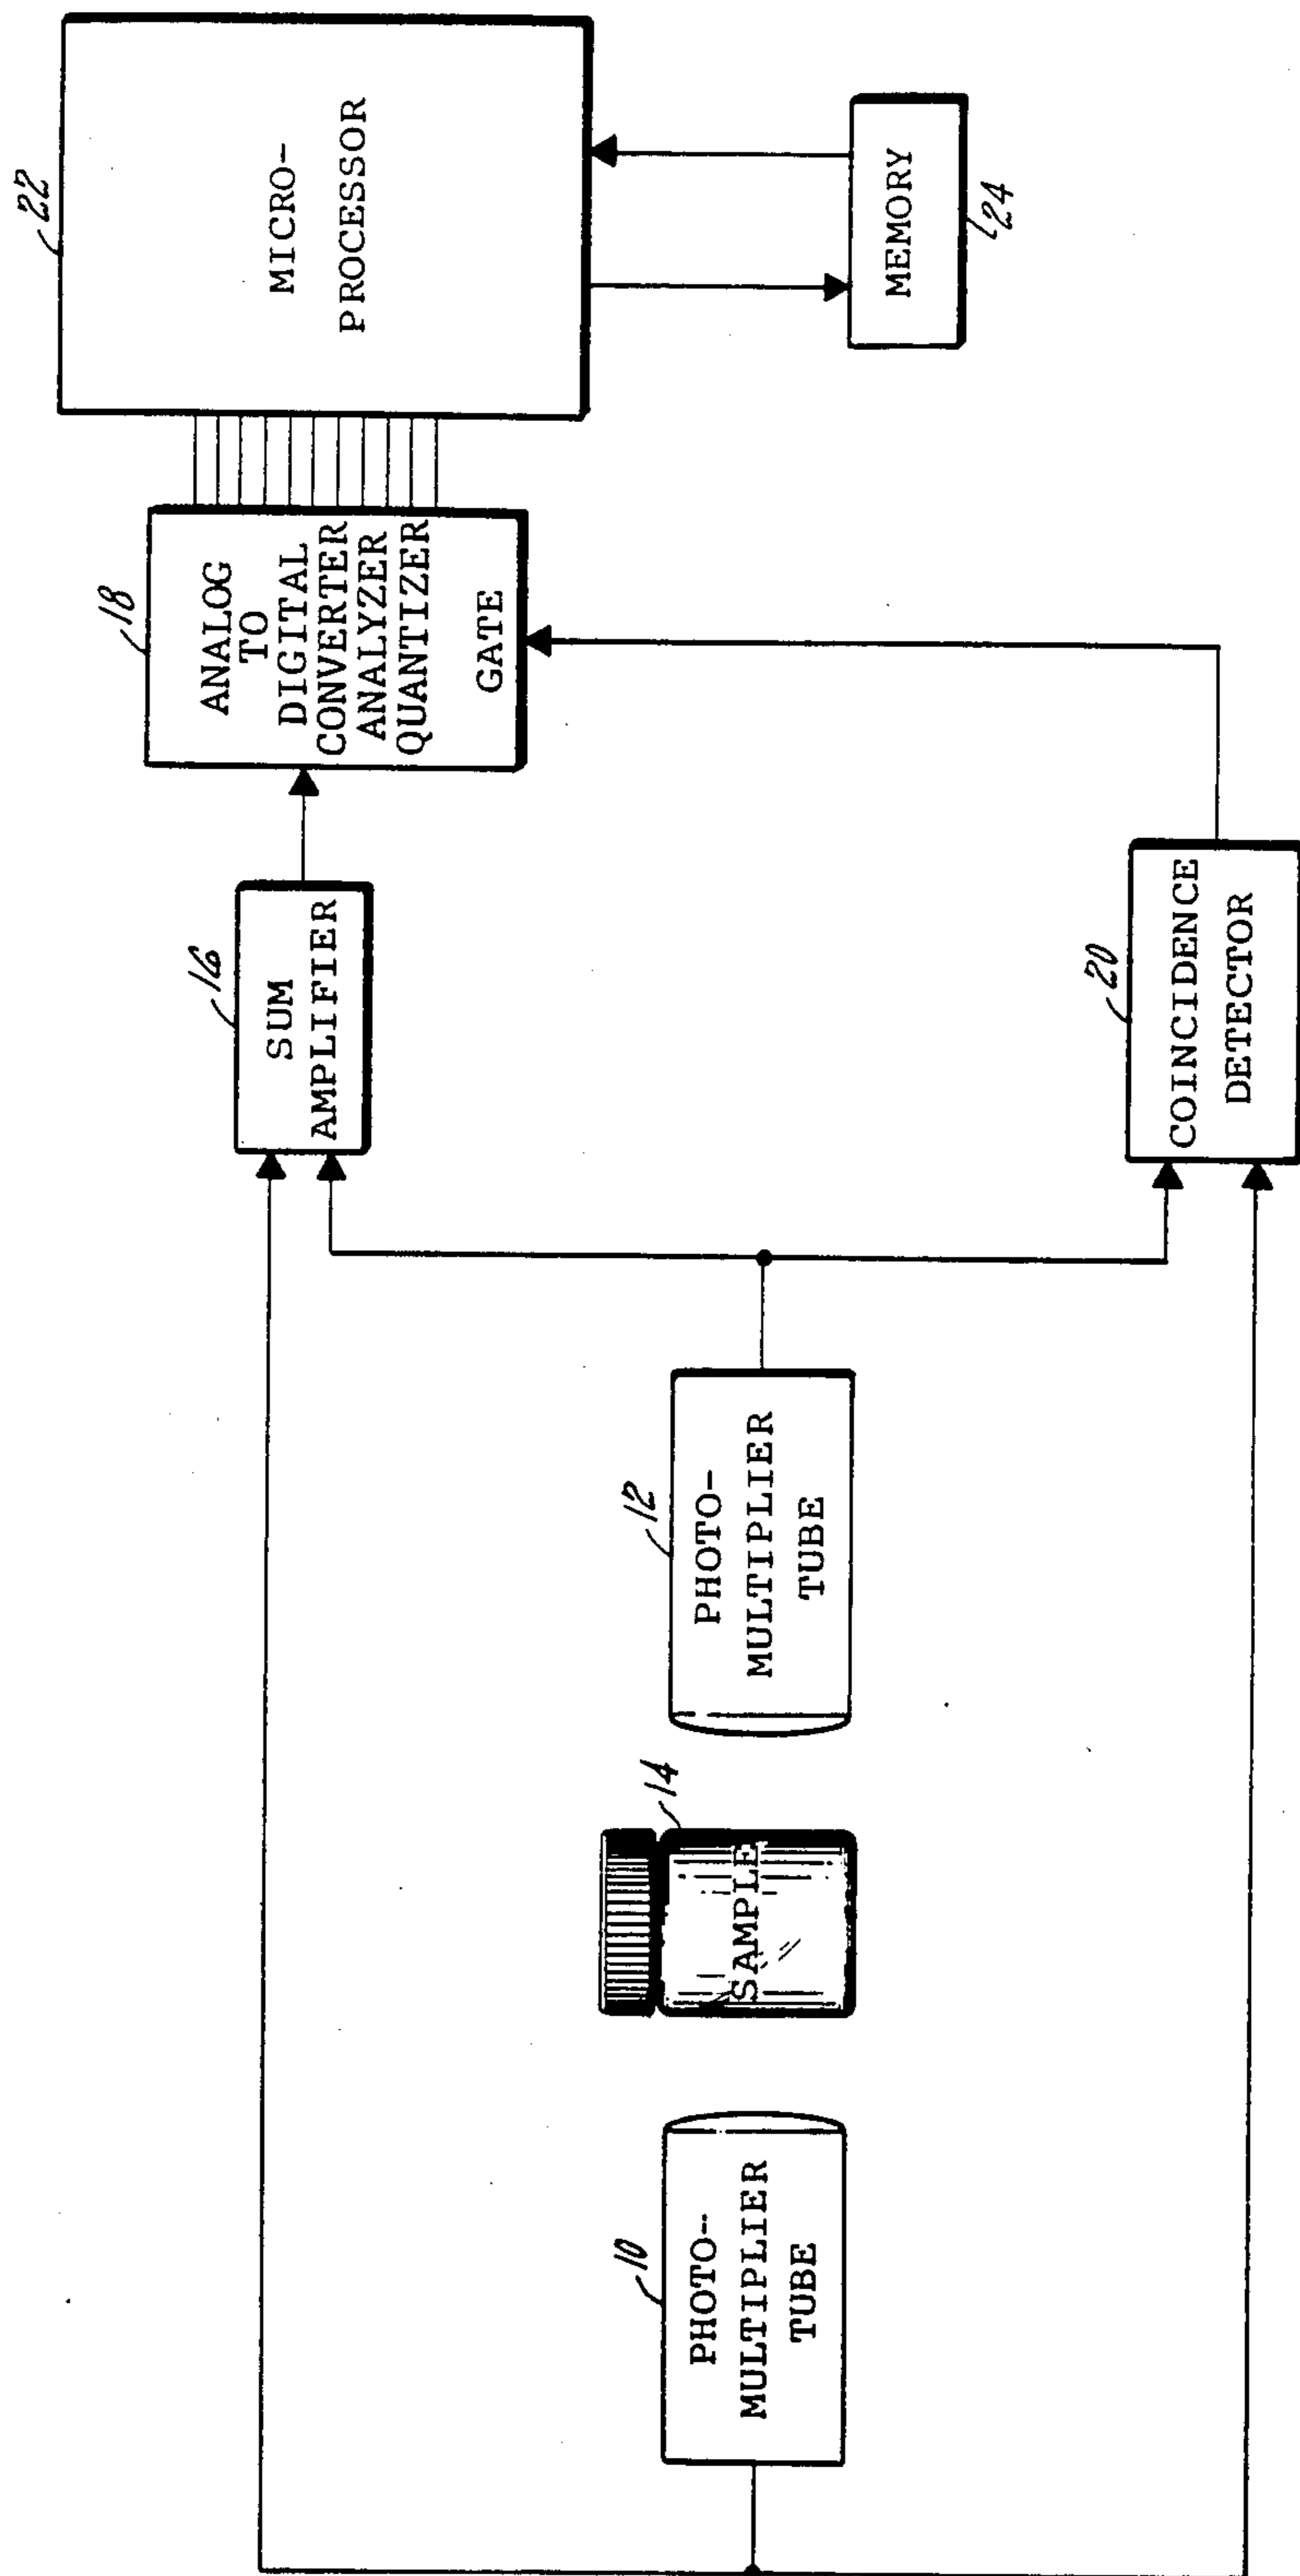 22
MICRO-
PROCESSOR
MEMORY
24
18
ANALOG
TO
DIGITAL
CONVERTER
ANALYZER
QUANTIZER
GATE
16
SUM
AMPLIFIER
20
COINCIDENCE
DETECTOR
12
PHOTO-
MULTIPLIER
TUBE
14
SAMPLE
10
PHOTO--
MULTIPLIER
TUBE